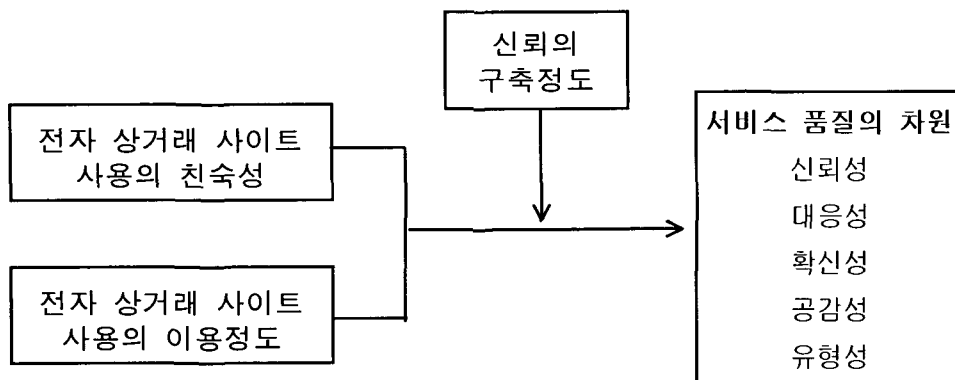 신뢰의
구축정도
전자 상거래 사이트
사용의 친숙성
전자 상거래 사이트
사용의 이용정도
서비스 품질의 차원
신뢰성
대응성
확신성
공감성
유형성